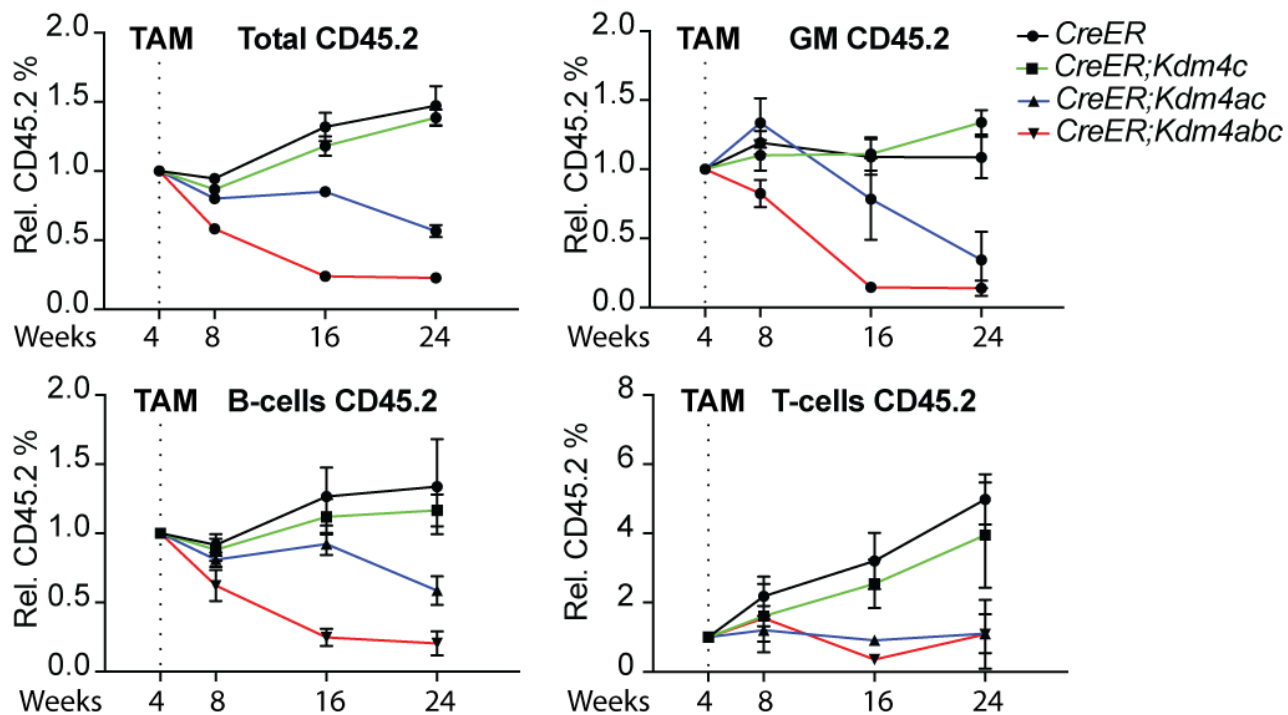 TAM Total CD45.2
Rel. CD45.2 %
2.0
1.5
1.0
0.5
0.0
Weeks 4 8 16 24
TAM GM CD45.2
Rel. CD45.2 %
2.0
1.5
1.0
0.5
0.0
Weeks 4 8 16 24
CreER
CreER;Kdm4c
CreER;Kdm4ac
CreER;Kdm4abc
TAM B-cells CD45.2
Rel. CD45.2 %
2.0
1.5
1.0
0.5
0.0
Weeks 4 8 16 24
TAM T-cells CD45.2
Rel. CD45.2 %
8
6
4
2
0
Weeks 4 8 16 24